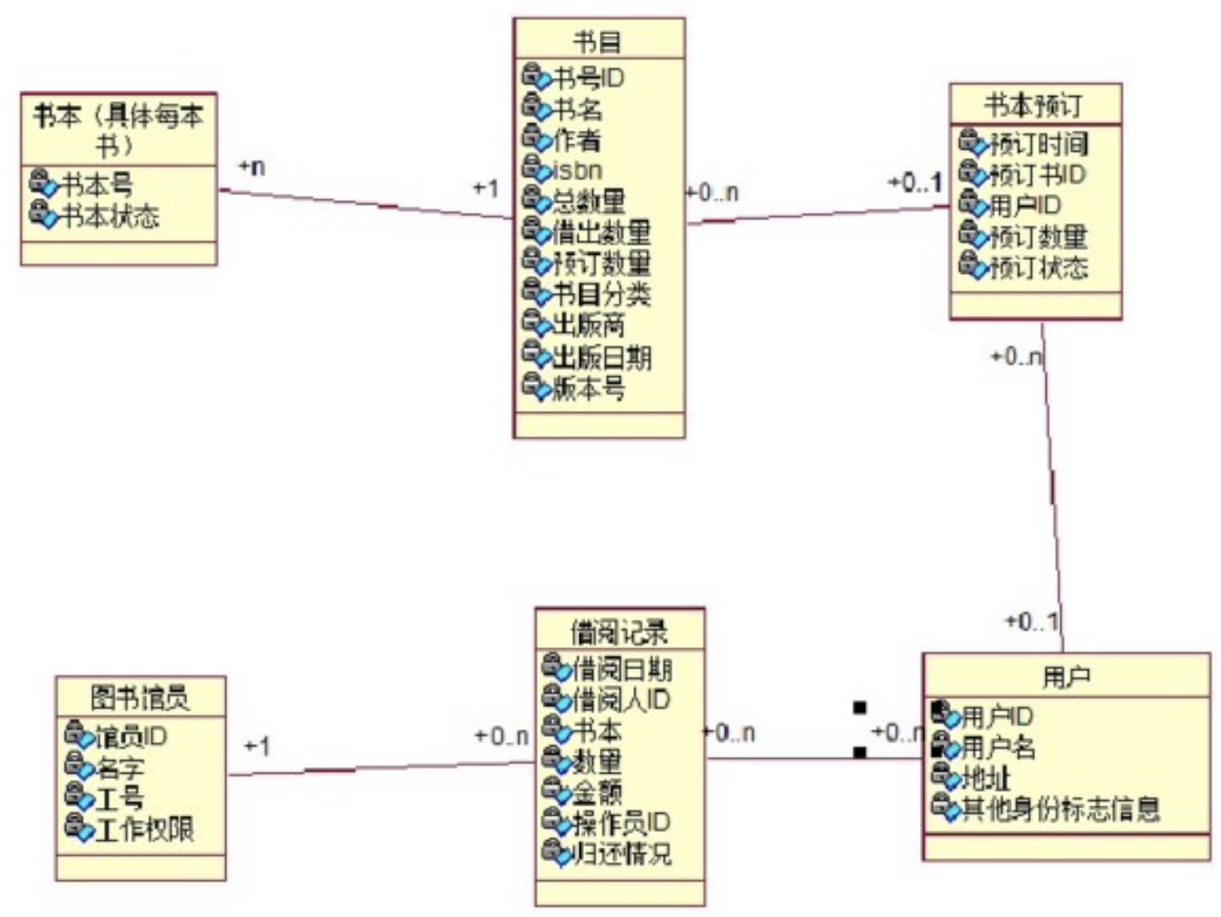 书本（具体每本
书）
书本号
书本状态
+n
+1
书目
书号ID
书名
作者
isbn
总数量
借出数量
预订数量
书目分类
出版商
出版日期
版本号
+0..n
+0..1
书本预订
预订时间
预订书ID
用户ID
预订数量
预订状态
+0..n
+0..1
图书馆员
馆员ID
名字
工号
工作权限
+1
+0..n
借阅记录
借阅日期
借阅人ID
书本
数量
金额
操作员ID
归还情况
+0..n
+0..n
用户
用户ID
用户名
地址
其他身份标志信息